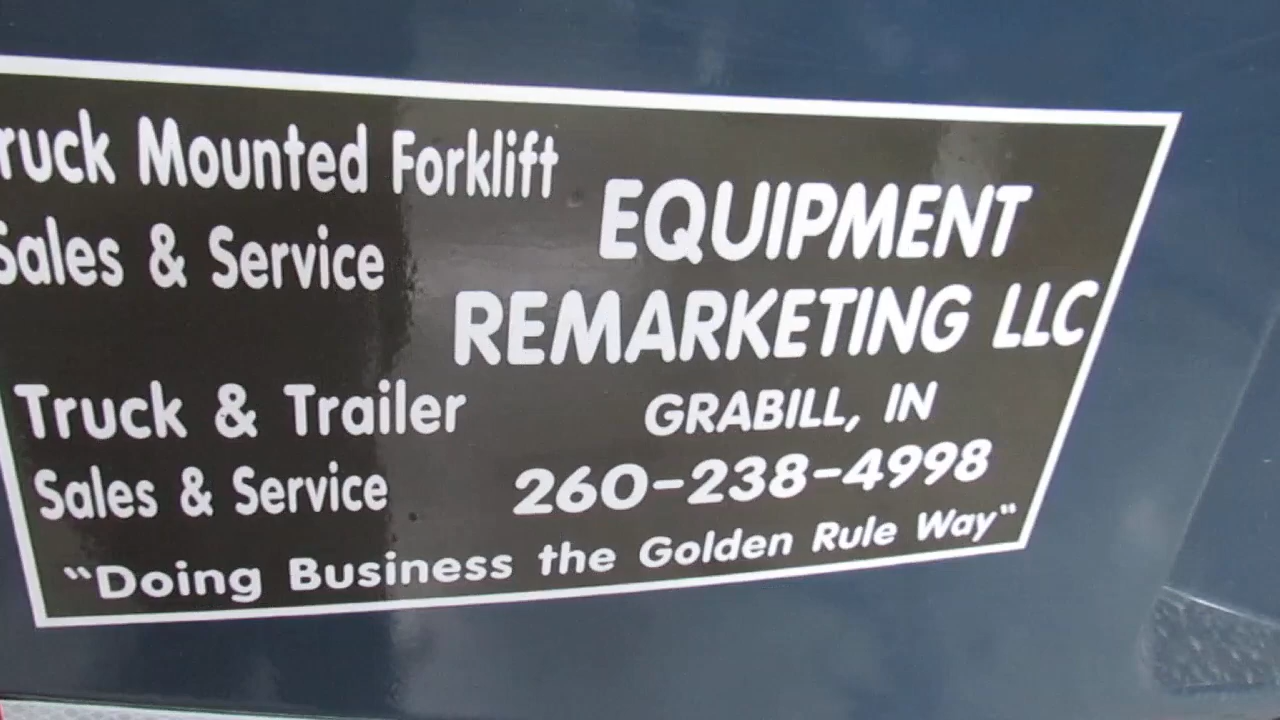 ruck Mounted Forklift
Sales & Service
EQUIPMENT
REMARKETING LLC
Truck & Trailer
Sales & Service
GRABILL, IN
260-238-4998
"Doing Business the Golden Rule Way"